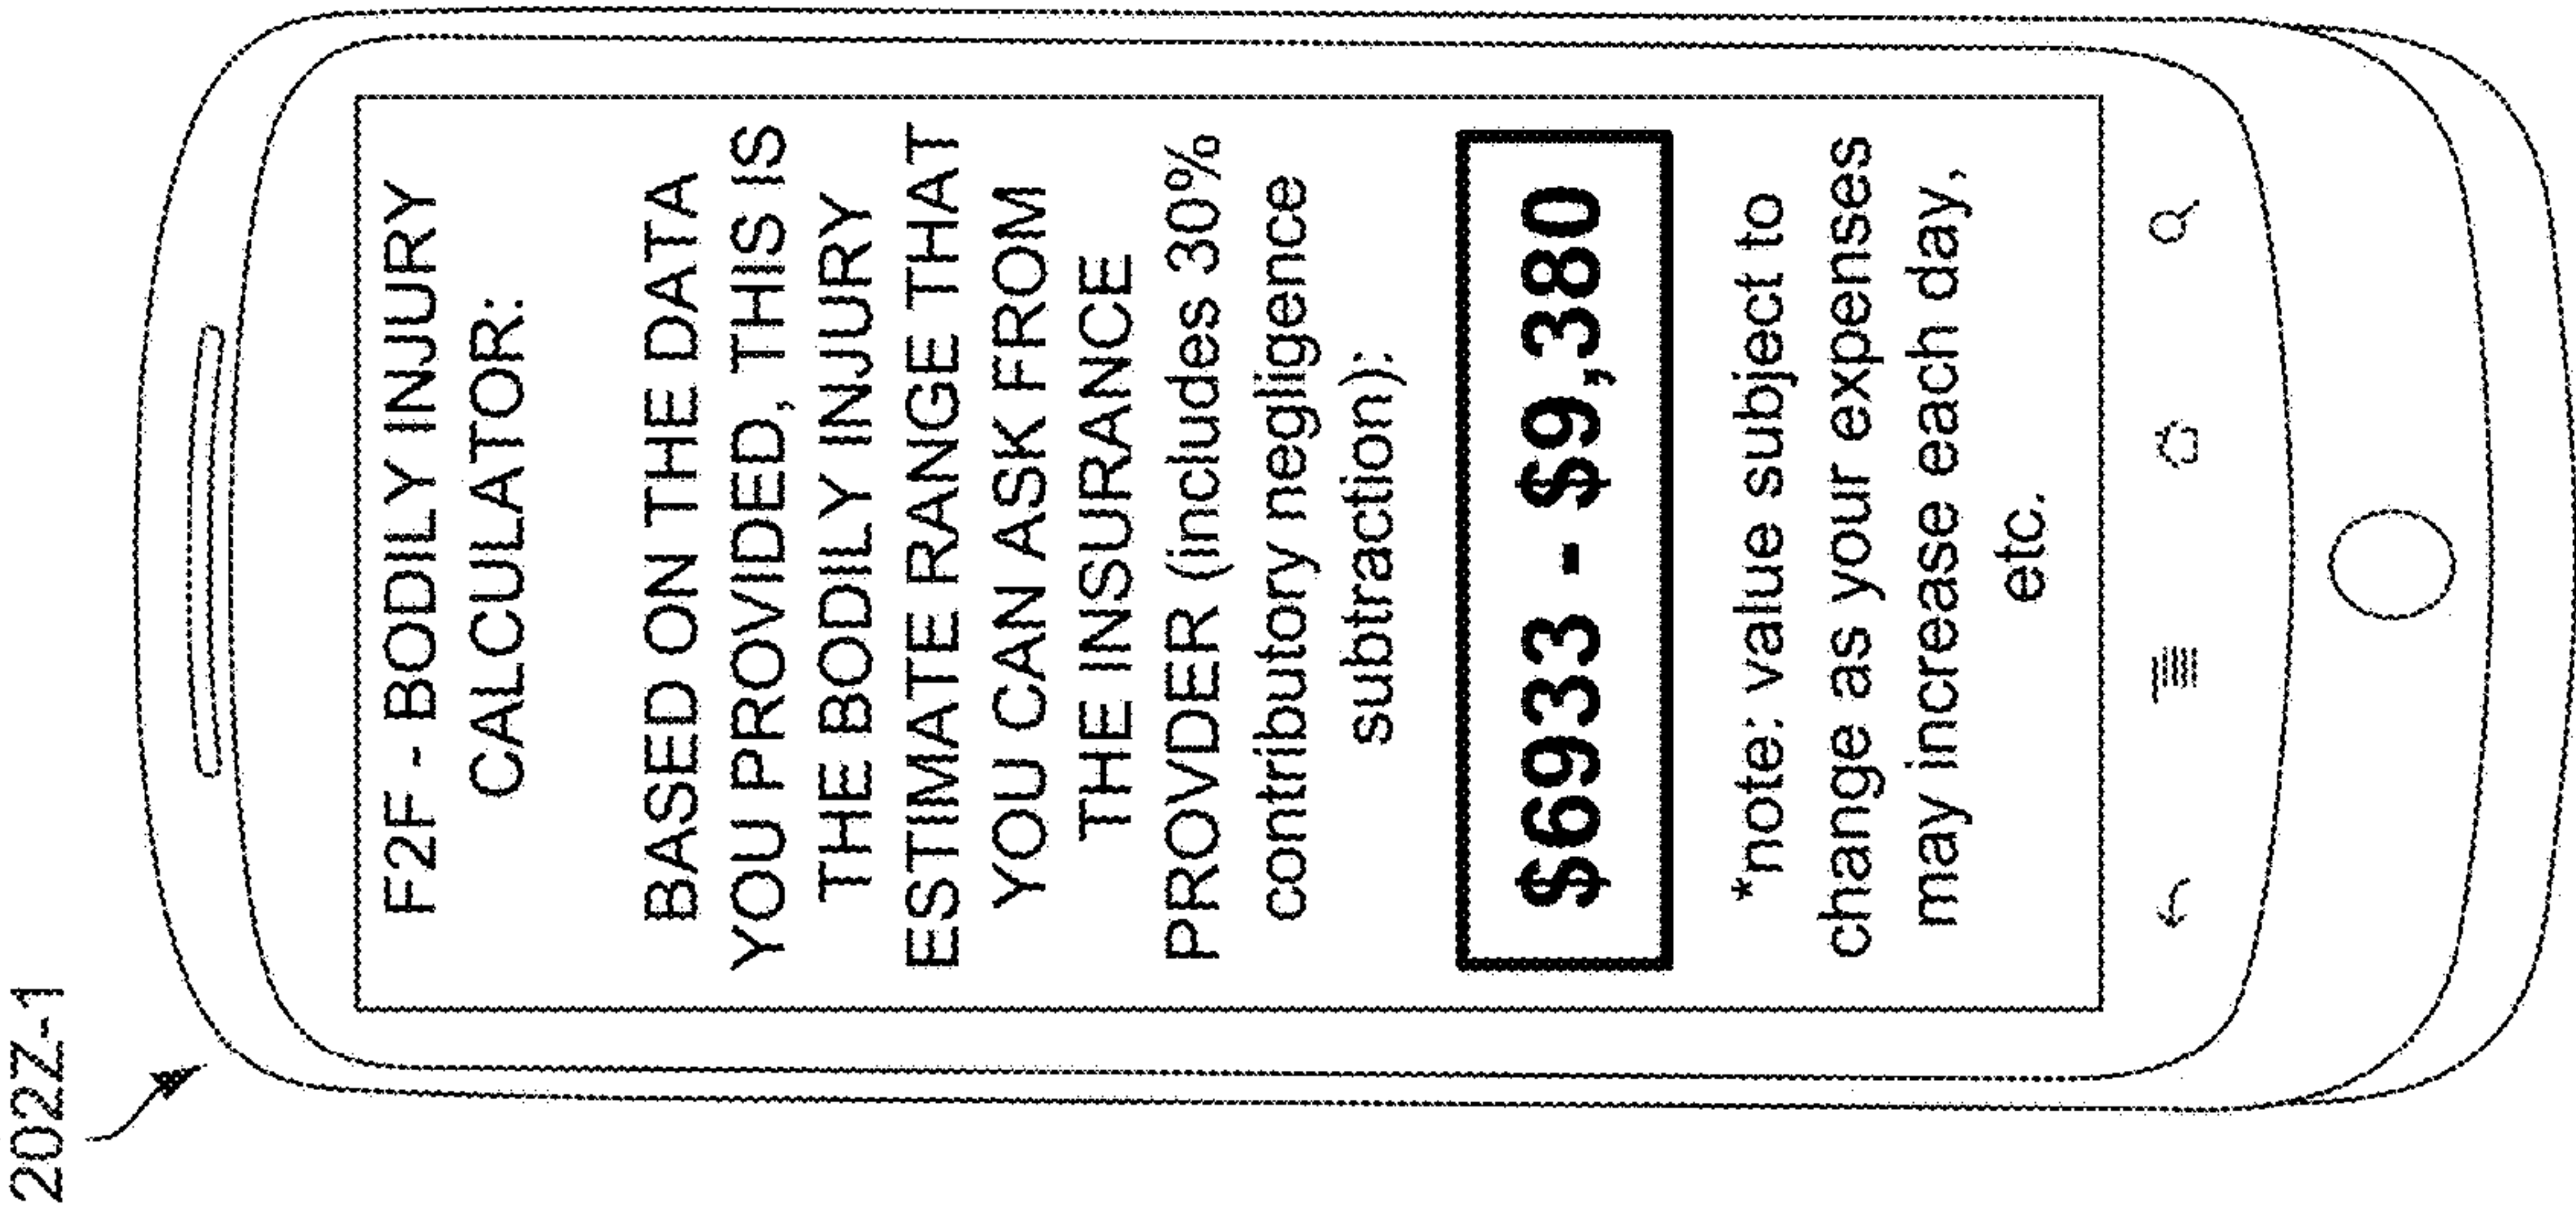 202Z-1
F2F - BODILY INJURY
CALCULATOR:
BASED ON THE DATA
YOU PROVIDED, THIS IS
THE BODILY INJURY
ESTIMATE RANGE THAT
YOU CAN ASK FROM
THE INSURANCE
PROVIDER (includes 30%
contributory negligence
subtraction):
$6933 - $9,380
*note: value subject to
change as your expenses
may increase each day,
etc.